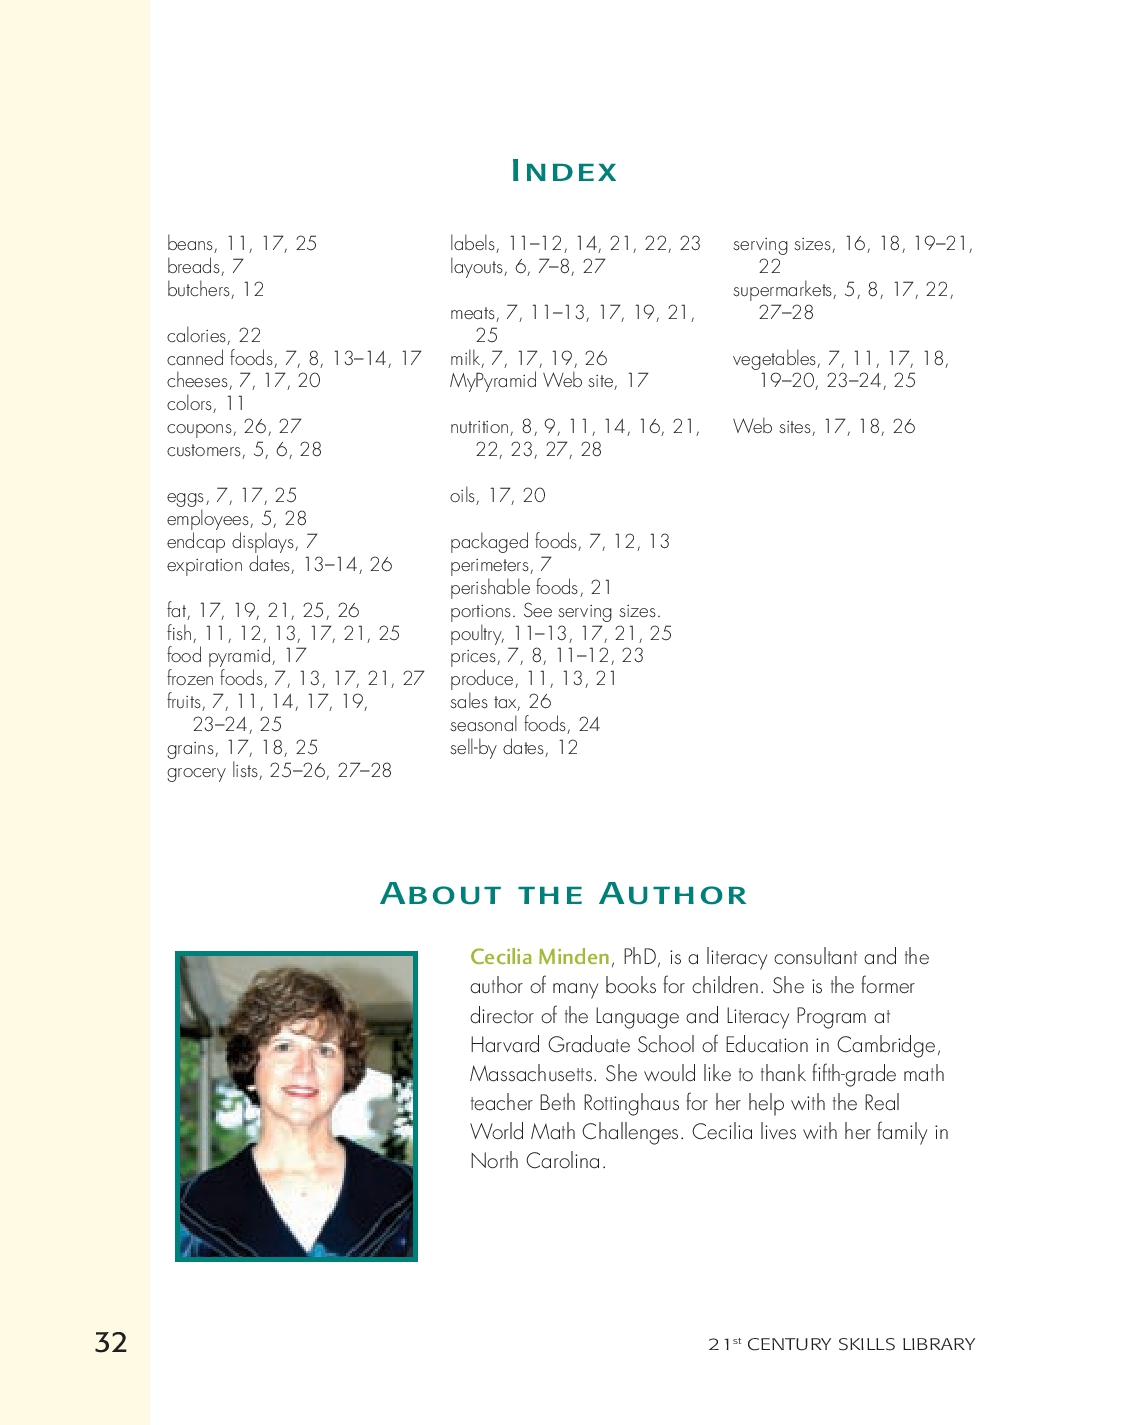 INDEX
beans, 11, 17, 25
breads, 7
butchers, 12
calories, 22
canned foods, 7, 8, 13–14, 17
cheeses, 7, 17, 20
colors, 11
coupons, 26, 27
customers, 5, 6, 28
eggs, 7, 17, 25
employees, 5, 28
endcap displays, 7
expiration dates, 13–14, 26
fat, 17, 19, 21, 25, 26
fish, 11, 12, 13, 17, 21, 25
food pyramid, 17
frozen foods, 7, 13, 17, 21, 27
fruits, 7, 11, 14, 17, 19,
23–24, 25
grains, 17, 18, 25
grocery lists, 25–26, 27–28
labels, 11–12, 14, 21, 22, 23
layouts, 6, 7–8, 27
meats, 7, 11–13, 17, 19, 21,
25
milk, 7, 17, 19, 26
MyPyramid Web site, 17
nutrition, 8, 9, 11, 14, 16, 21,
22, 23, 27, 28
oils, 17, 20
packaged foods, 7, 12, 13
perimeters, 7
perishable foods, 21
portions. See serving sizes.
poultry, 11–13, 17, 21, 25
prices, 7, 8, 11–12, 23
produce, 11, 13, 21
sales tax, 26
seasonal foods, 24
sell-by dates, 12
serving sizes, 16, 18, 19–21,
22
supermarkets, 5, 8, 17, 22,
27–28
vegetables, 7, 11, 17, 18,
19–20, 23–24, 25
Web sites, 17, 18, 26
ABOUT THE AUTHOR
Cecilia Minden, PhD, is a literacy consultant and the
author of many books for children. She is the former
director of the Language and Literacy Program at
Harvard Graduate School of Education in Cambridge,
Massachusetts. She would like to thank fifth-grade math
teacher Beth Rottinghaus for her help with the Real
World Math Challenges. Cecilia lives with her family in
North Carolina.
32
21st CENTURY SKILLS LIBRARY